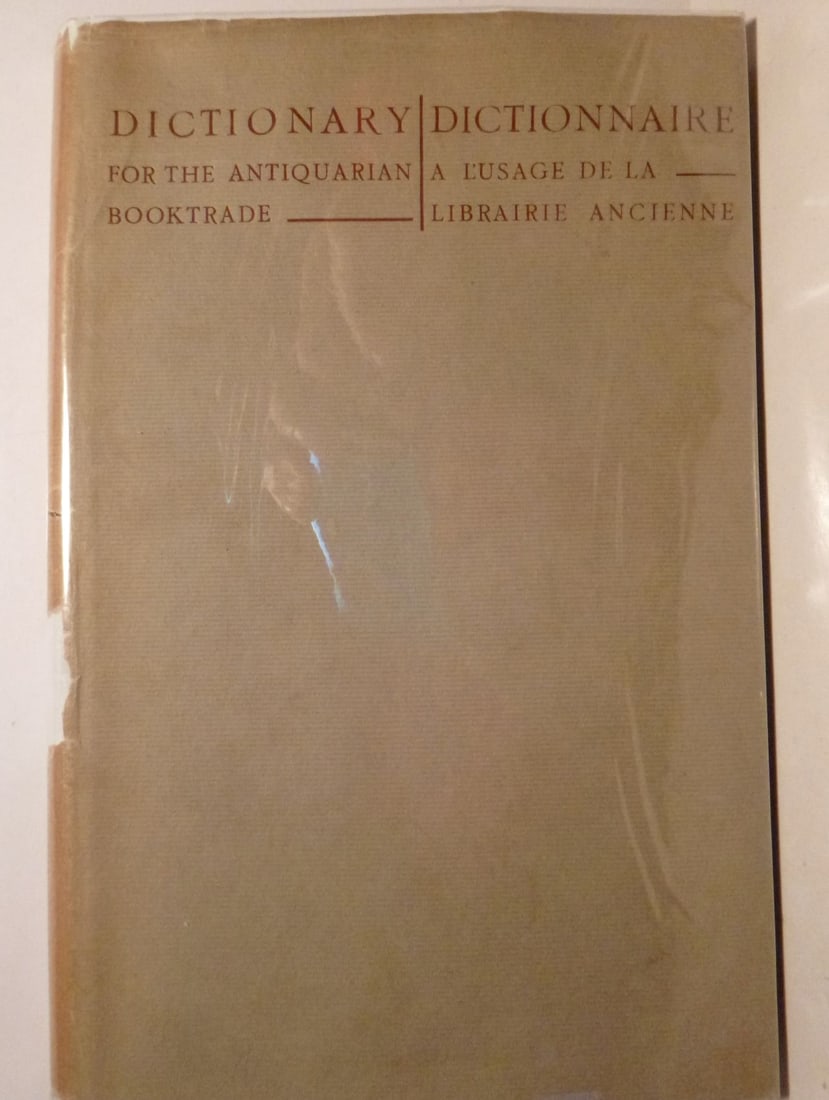 DICTIONARY
FOR THE ANTIQUARIAN
BOOKTRADE
DICTIONNAIRE
A L'USAGE DE LA
LIBRAIRIE ANCIENNE